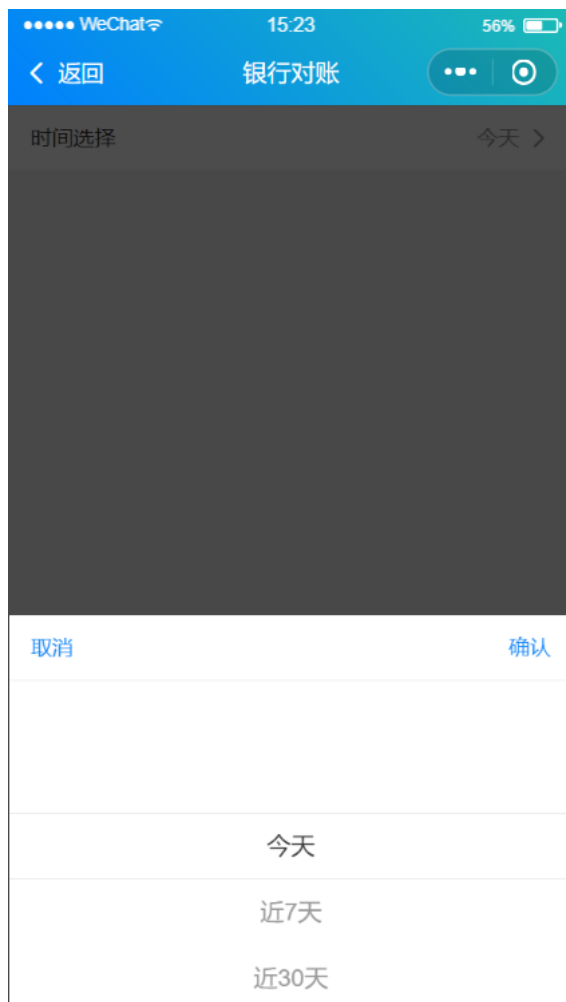 WeChat 15:23 56%
返回 银行对账
时间选择 今天
取消 确认
今天
近7天
近30天